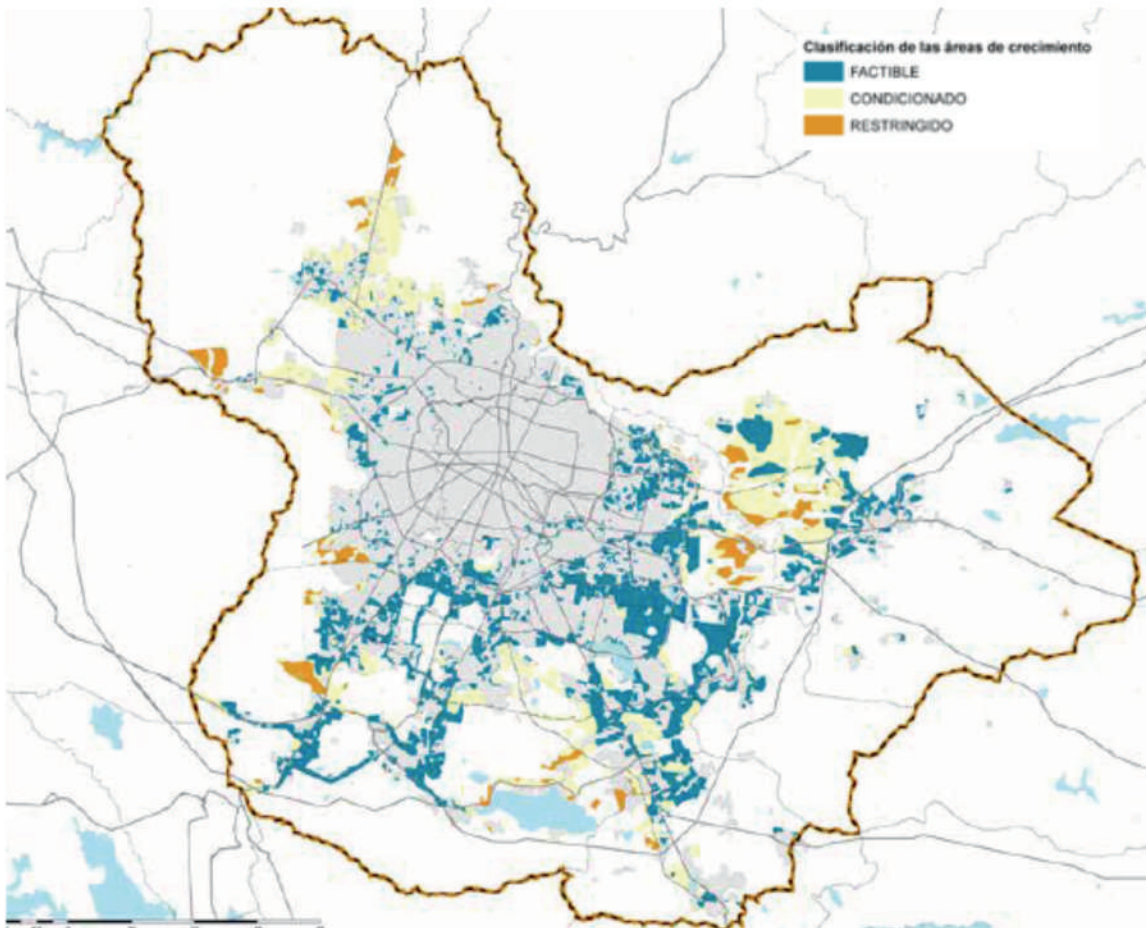 Clasificación de las áreas de crecimiento
FACTIBLE
CONDICIONADO
RESTRINGIDO